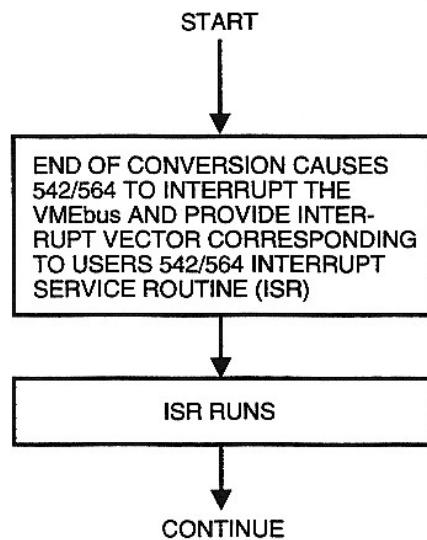 START
END OF CONVERSION CAUSES
542/564 TO INTERRUPT THE
VMEbus AND PROVIDE INTER-
RUPT VECTOR CORRESPONDING
TO USERS 542/564 INTERRUPT
SERVICE ROUTINE (ISR)
ISR RUNS
CONTINUE